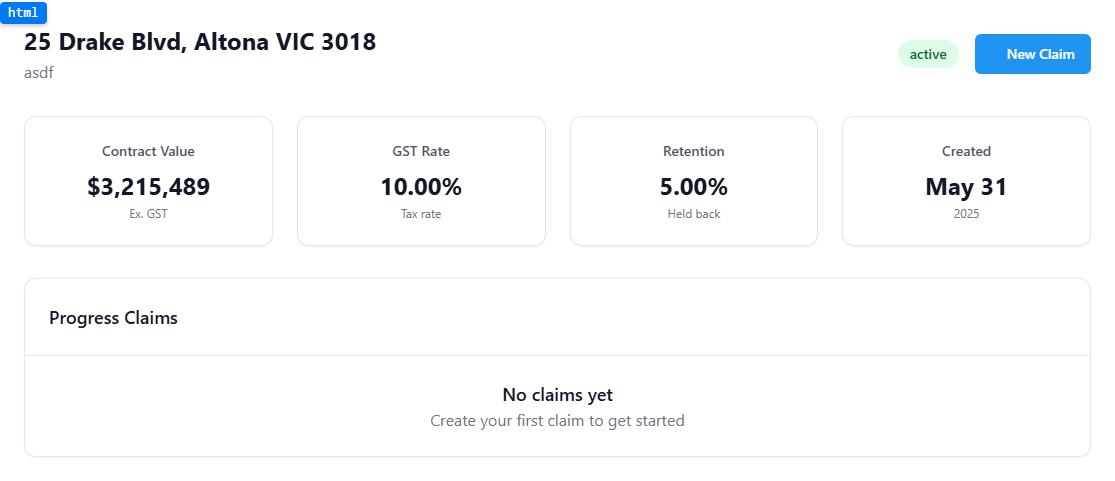 html
25 Drake Blvd, Altona VIC 3018
asdf
active
New Claim
Contract Value
$3,215,489
Ex. GST
GST Rate
10.00%
Tax rate
Retention
5.00%
Held back
Created
May 31
2025
Progress Claims
No claims yet
Create your first claim to get started